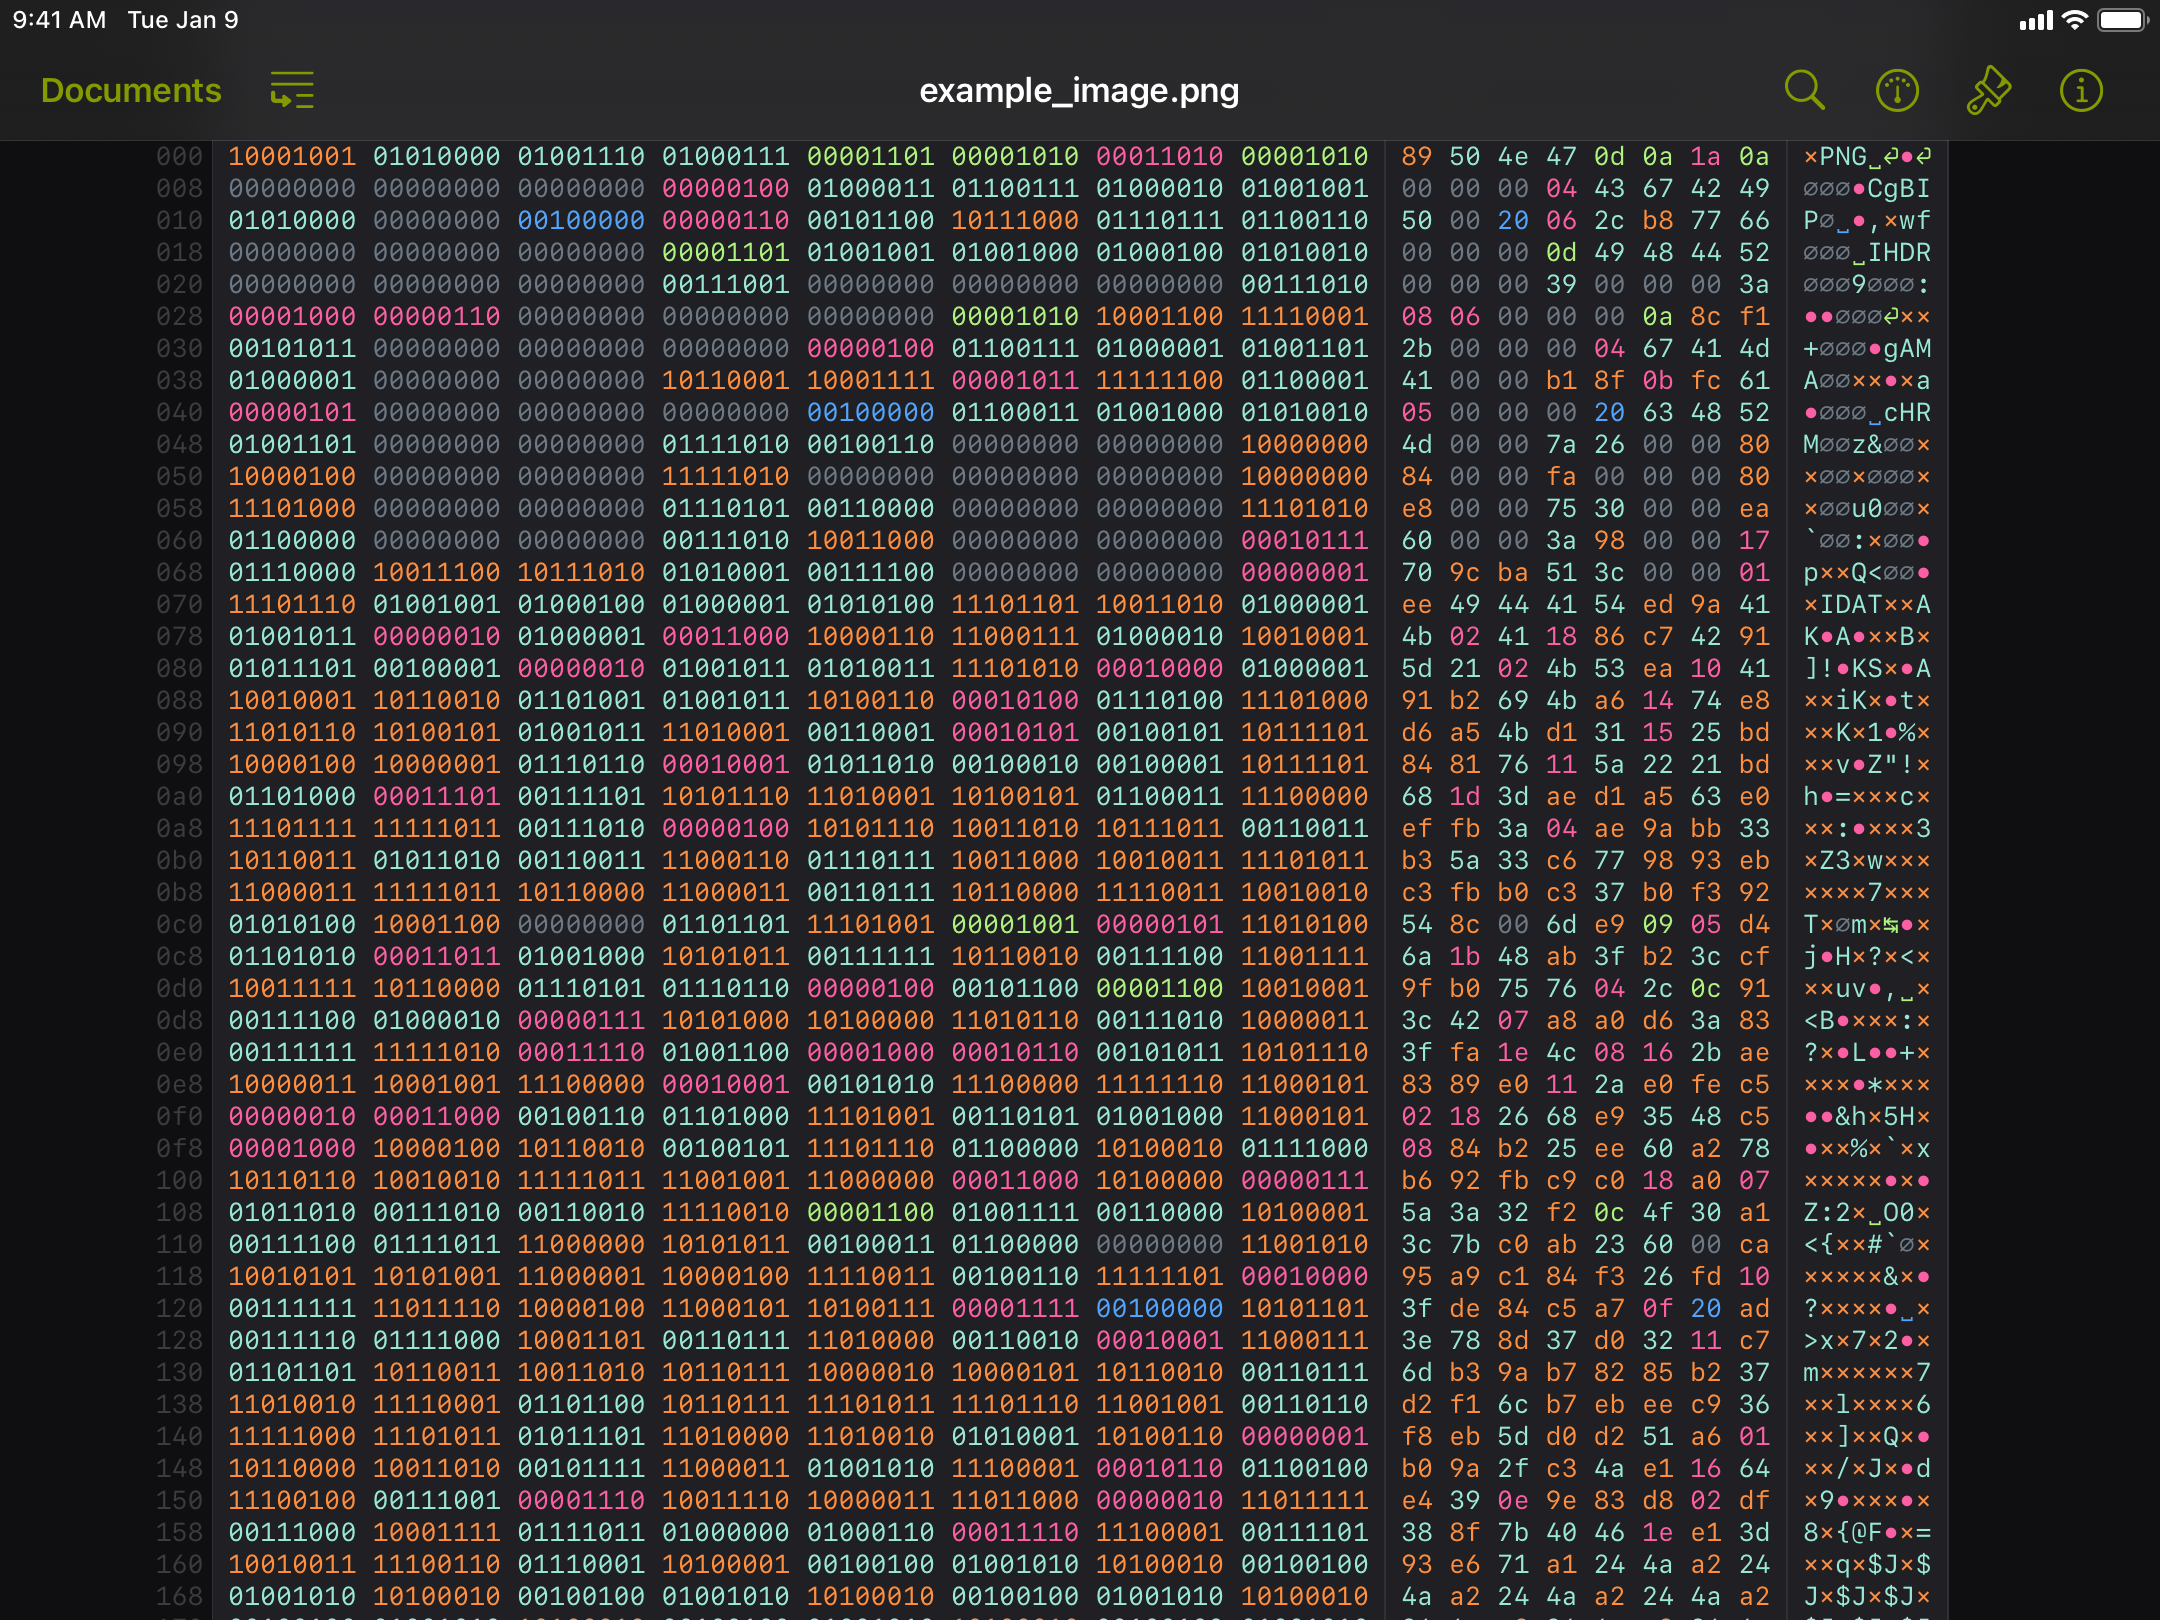 9:41 AM Tue Jan 9
Documents example_image.png
000 10001001 01010000 01001110 01000111 00001101 00001010 00011010 00001010 89 50 4e 47 0d 0a 1a 0a ×PNG␣⏎•⏎
008 00000000 00000000 00000000 00000100 01000011 01100111 01000010 01001001 00 00 00 04 43 67 42 49 ∅∅∅•CgBI
010 01010000 00000000 00100000 00000110 00101100 10111000 01110111 01100110 50 00 20 06 2c b8 77 66 P∅␣•,×wf
018 00000000 00000000 00000000 00001101 01001001 01001000 01000100 01010010 00 00 00 0d 49 48 44 52 ∅∅∅␣IHDR
020 00000000 00000000 00000000 00111001 00000000 00000000 00000000 00111010 00 00 00 39 00 00 00 3a ∅∅∅9∅∅∅:
028 00001000 00000110 00000000 00000000 00000000 00001010 10001100 11110001 08 06 00 00 00 0a 8c f1 ••∅∅∅⏎××
030 00101011 00000000 00000000 00000000 00000100 01100111 01000001 01001101 2b 00 00 00 04 67 41 4d +∅∅∅•gAM
038 01000001 00000000 00000000 10110001 10001111 00001011 11111100 01100001 41 00 00 b1 8f 0b fc 61 A∅∅××•×a
040 00000101 00000000 00000000 00000000 00100000 01100011 01001000 01010010 05 00 00 00 20 63 48 52 •∅∅∅␣cHR
048 01001101 00000000 00000000 01111010 00100110 00000000 00000000 10000000 4d 00 00 7a 26 00 00 80 M∅∅z&∅∅×
050 10000100 00000000 00000000 11111010 00000000 00000000 00000000 10000000 84 00 00 fa 00 00 00 80 ×∅∅×∅∅∅×
058 11101000 00000000 00000000 01110101 00110000 00000000 00000000 11101010 e8 00 00 75 30 00 00 ea ×∅∅u0∅∅×
060 01100000 00000000 00000000 00111010 10011000 00000000 00000000 00010111 60 00 00 3a 98 00 00 17 `∅∅:×∅∅•
068 01110000 10011100 10111010 01010001 00111100 00000000 00000000 00000001 70 9c ba 51 3c 00 00 01 p××Q<∅∅•
070 11101110 01001001 01000100 01000001 01010100 11101101 10011010 01000001 ee 49 44 41 54 ed 9a 41 ×IDAT××A
078 01001011 00000010 01000001 00011000 10000110 11000111 01000010 10010001 4b 02 41 18 86 c7 42 91 K•A•××B×
080 01011101 00100001 00000010 01001011 01010011 11101010 00010000 01000001 5d 21 02 4b 53 ea 10 41 ]!•KS×•A
088 10010001 10110010 01101001 01001011 10100110 00010100 01110100 11101000 91 b2 69 4b a6 14 74 e8 ××iK×•t×
090 11010110 10100101 01001011 11010001 00110001 00010101 00100101 10111101 d6 a5 4b d1 31 15 25 bd ××K×1•%×
098 10000100 10000001 01110110 00010001 01011010 00100010 00100001 10111101 84 81 76 11 5a 22 21 bd ××v•Z"!×
0a0 01101000 00011101 00111101 10101110 11010001 10100101 01100011 11100000 68 1d 3d ae d1 a5 63 e0 h•=×××c×
0a8 11101111 11111011 00111010 00000100 10101110 10011010 10111011 00110011 ef fb 3a 04 ae 9a bb 33 ××:•×××3
0b0 10110011 01011010 00110011 11000110 01110111 10011000 10010011 11101011 b3 5a 33 c6 77 98 93 eb ×Z3×w×××
0b8 11000011 11111011 10110000 11000011 00110111 10110000 11110011 10010010 c3 fb b0 c3 37 b0 f3 92 ××××7×××
0c0 01010100 10001100 00000000 01101101 11101001 00001001 00000101 11010100 54 8c 00 6d e9 09 05 d4 T×∅m×↹•×
0c8 01101010 00011011 01001000 10101011 00111111 10110010 00111100 11001111 6a 1b 48 ab 3f b2 3c cf j•H×?×<×
0d0 10011111 10110000 01110101 01110110 00000100 00101100 00001100 10010001 9f b0 75 76 04 2c 0c 91 ××uv•,␣×
0d8 00111100 01000010 00000111 10101000 10100000 11010110 00111010 10000011 3c 42 07 a8 a0 d6 3a 83 <B•×××:×
0e0 00111111 11111010 00011110 01001100 00001000 00010110 00101011 10101110 3f fa 1e 4c 08 16 2b ae ?×•L••+×
0e8 10000011 10001001 11100000 00010001 00101010 11100000 11111110 11000101 83 89 e0 11 2a e0 fe c5 ×××•*×××
0f0 00000010 00011000 00100110 01101000 11101001 00110101 01001000 11000101 02 18 26 68 e9 35 48 c5 ••&h×5H×
0f8 00001000 10000100 10110010 00100101 11101110 01100000 10100010 01111000 08 84 b2 25 ee 60 a2 78 •××%×`×x
100 10110110 10010010 11111011 11001001 11000000 00011000 10100000 00000111 b6 92 fb c9 c0 18 a0 07 ×××××•×•
108 01011010 00111010 00110010 11110010 00001100 01001111 00110000 10100001 5a 3a 32 f2 0c 4f 30 a1 Z:2×␣O0×
110 00111100 01111011 11000000 10101011 00100011 01100000 00000000 11001010 3c 7b c0 ab 23 60 00 ca <{××#`∅×
118 10010101 10101001 11000001 10000100 11110011 00100110 11111101 00010000 95 a9 c1 84 f3 26 fd 10 ×××××&×•
120 00111111 11011110 10000100 11000101 10100111 00001111 00100000 10101101 3f de 84 c5 a7 0f 20 ad ?××××•␣×
128 00111110 01111000 10001101 00110111 11010000 00110010 00010001 11000111 3e 78 8d 37 d0 32 11 c7 >x×7×2•×
130 01101101 10110011 10011010 10110111 10000010 10000101 10110010 00110111 6d b3 9a b7 82 85 b2 37 m××××××7
138 11010010 11110001 01101100 10110111 11101011 11101110 11001001 00110110 d2 f1 6c b7 eb ee c9 36 ××l××××6
140 11111000 11101011 01011101 11010000 11010010 01010001 10100110 00000001 f8 eb 5d d0 d2 51 a6 01 ××]××Q×•
148 10110000 10011010 00101111 11000011 01001010 11100001 00010110 01100100 b0 9a 2f c3 4a e1 16 64 ××/×J×•d
150 11100100 00111001 00001110 10011110 10000011 11011000 00000010 11011111 e4 39 0e 9e 83 d8 02 df ×9•×××•×
158 00111000 10001111 01111011 01000000 01000110 00011110 11100001 00111101 38 8f 7b 40 46 1e e1 3d 8×{@F•×=
160 10010011 11100110 01110001 10100001 00100100 01001010 10100010 00100100 93 e6 71 a1 24 4a a2 24 ××q×$J×$
168 01001010 10100010 00100100 01001010 10100010 00100100 01001010 10100010 4a a2 24 4a a2 24 4a a2 J×$J×$J×